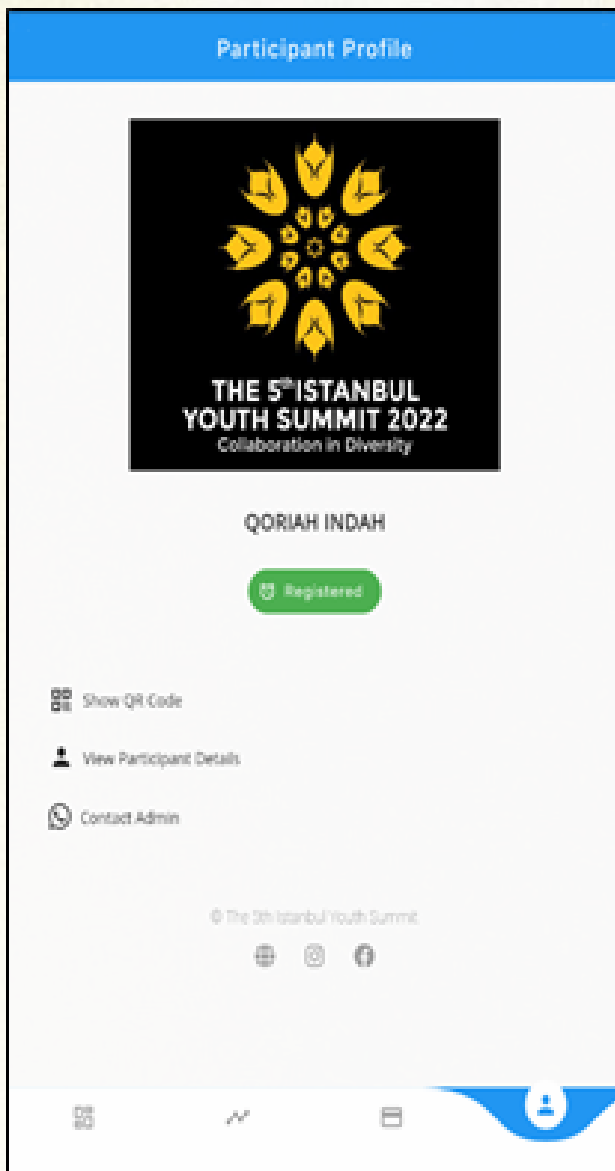 Participant Profile
THE 5th ISTANBUL
YOUTH SUMMIT 2022
Collaboration in Diversity
QORIAH INDAH
Registered
Show QR Code
View Participant Details
Contact Admin
© The 5th Istanbul Youth Summit